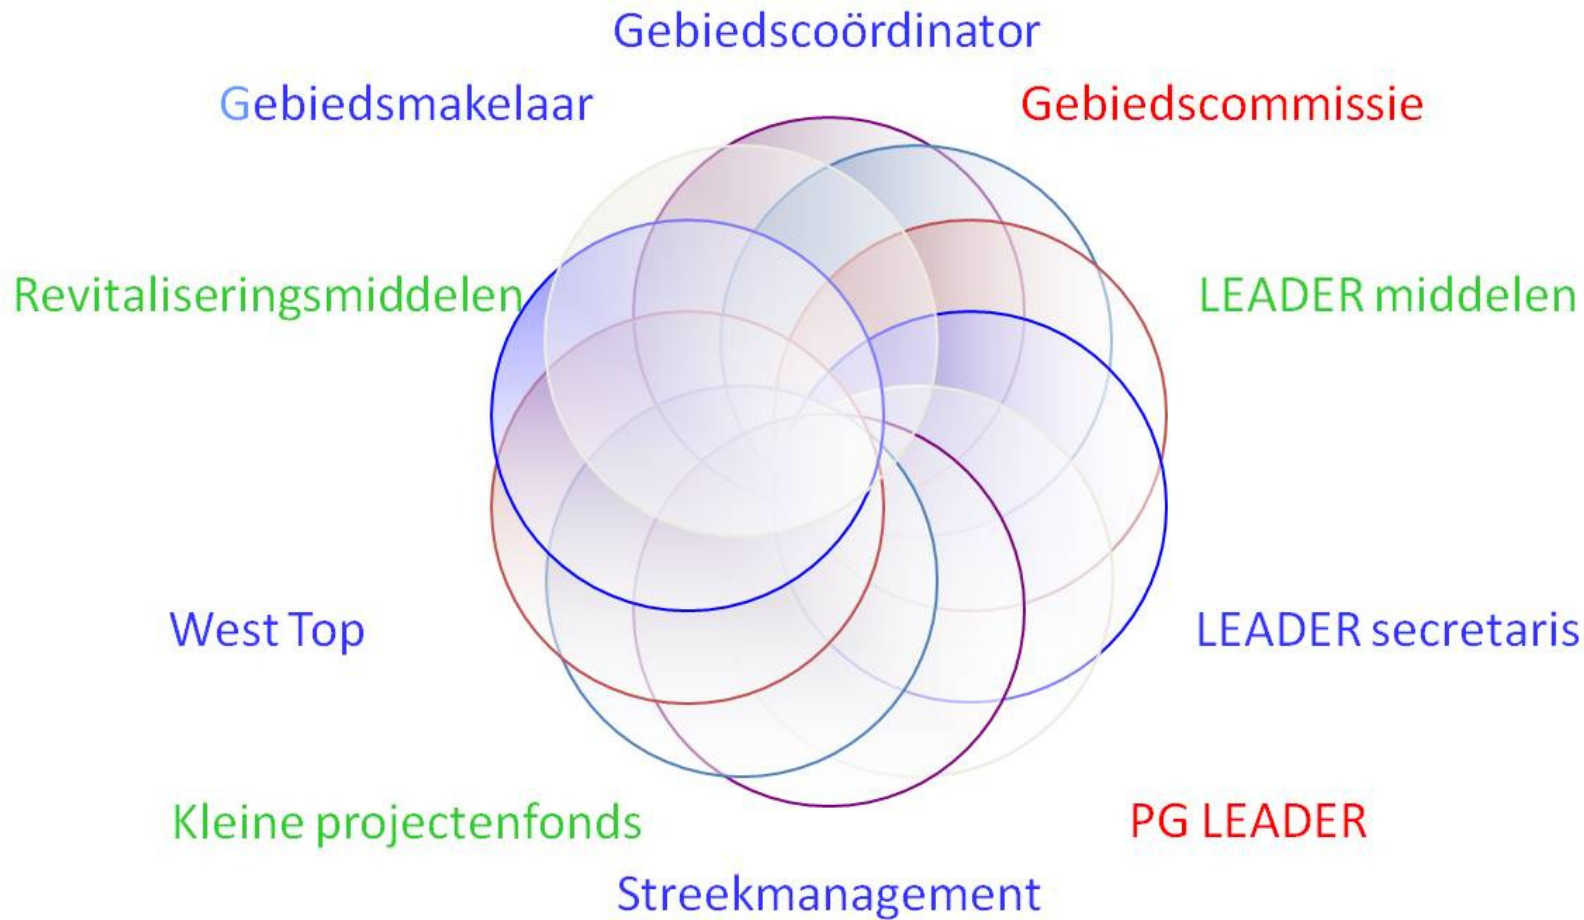 Gebiedscoördinator
Gebiedsmakelaar
Gebiedscommissie
Revitaliseringsmiddelen
LEADER middelen
West Top
LEADER secretaris
Kleine projectenfonds
PG LEADER
Streekmanagement